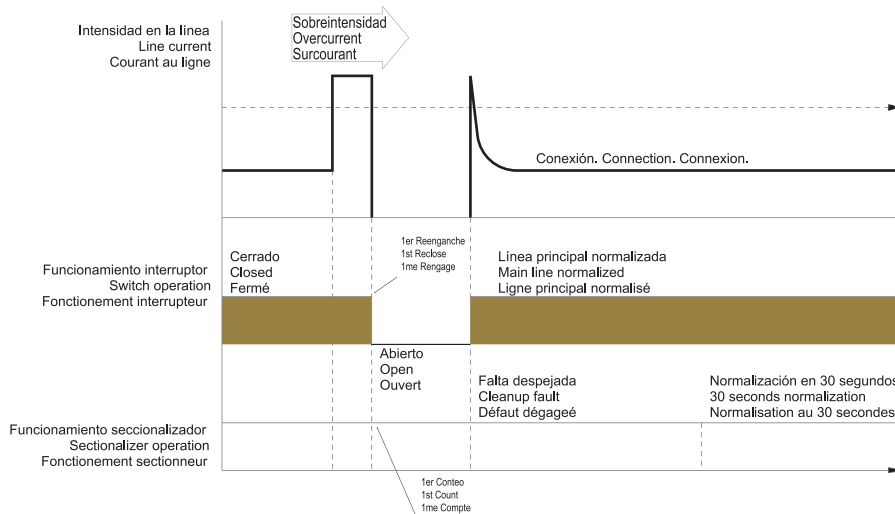 Intensidad en la línea
Line current
Courant au ligne
Sobreintensidad
Overcurrent
Surcourant
Conexión. Connection. Connexion.
Funcionamiento interruptor
Switch operation
Fonctionement interrupteur
Cerrado
Closed
Fermé
1er Reenganche
1st Reclose
1me Rengage
Línea principal normalizada
Main line normalized
Ligne principal normalisé
Abierto
Open
Ouvert
Falta despejada
Cleanup fault
Défaut dégageé
Normalización en 30 segundos
30 seconds normalization
Normalisation au 30 secondes
Funcionamiento seccionalizador
Sectionalizer operation
Fonctionement sectionneur
1er Conteo
1st Count
1me Compte